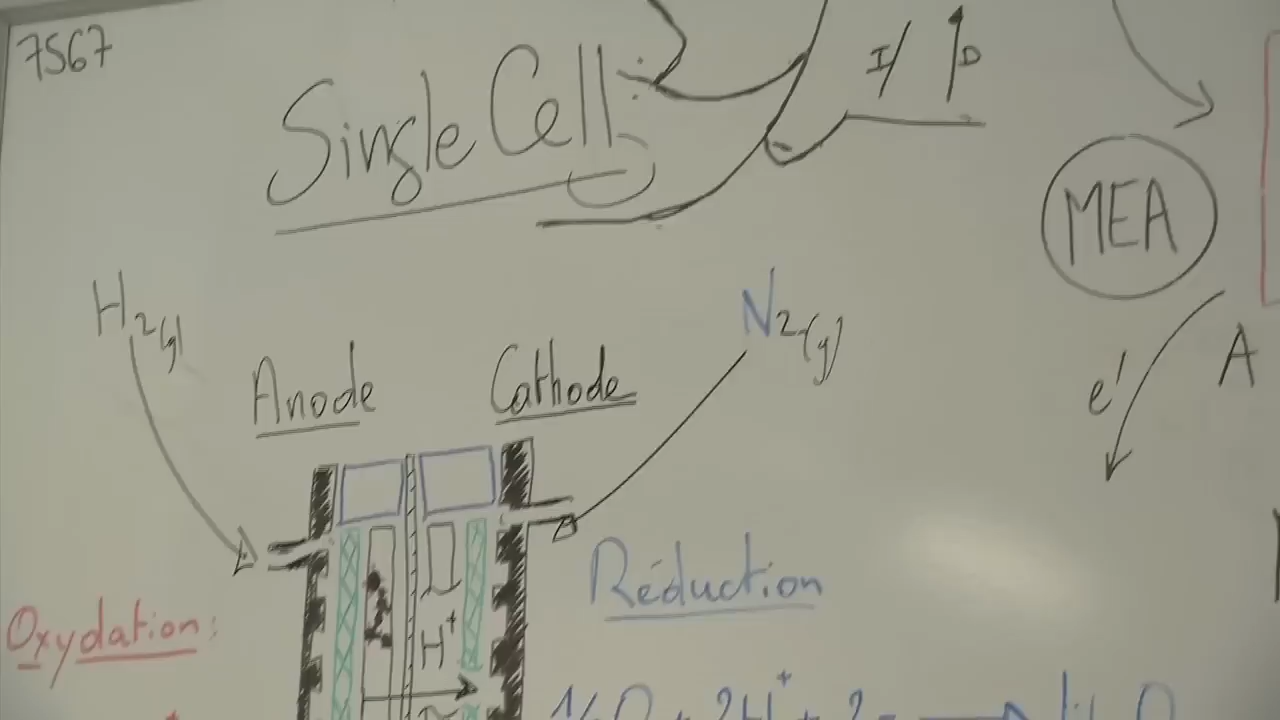 7567
Single Cell
I D
MEA
H2(g)
N2(g)
Anode
Cathode
e'
A
Réduction
Oxydation:
H+